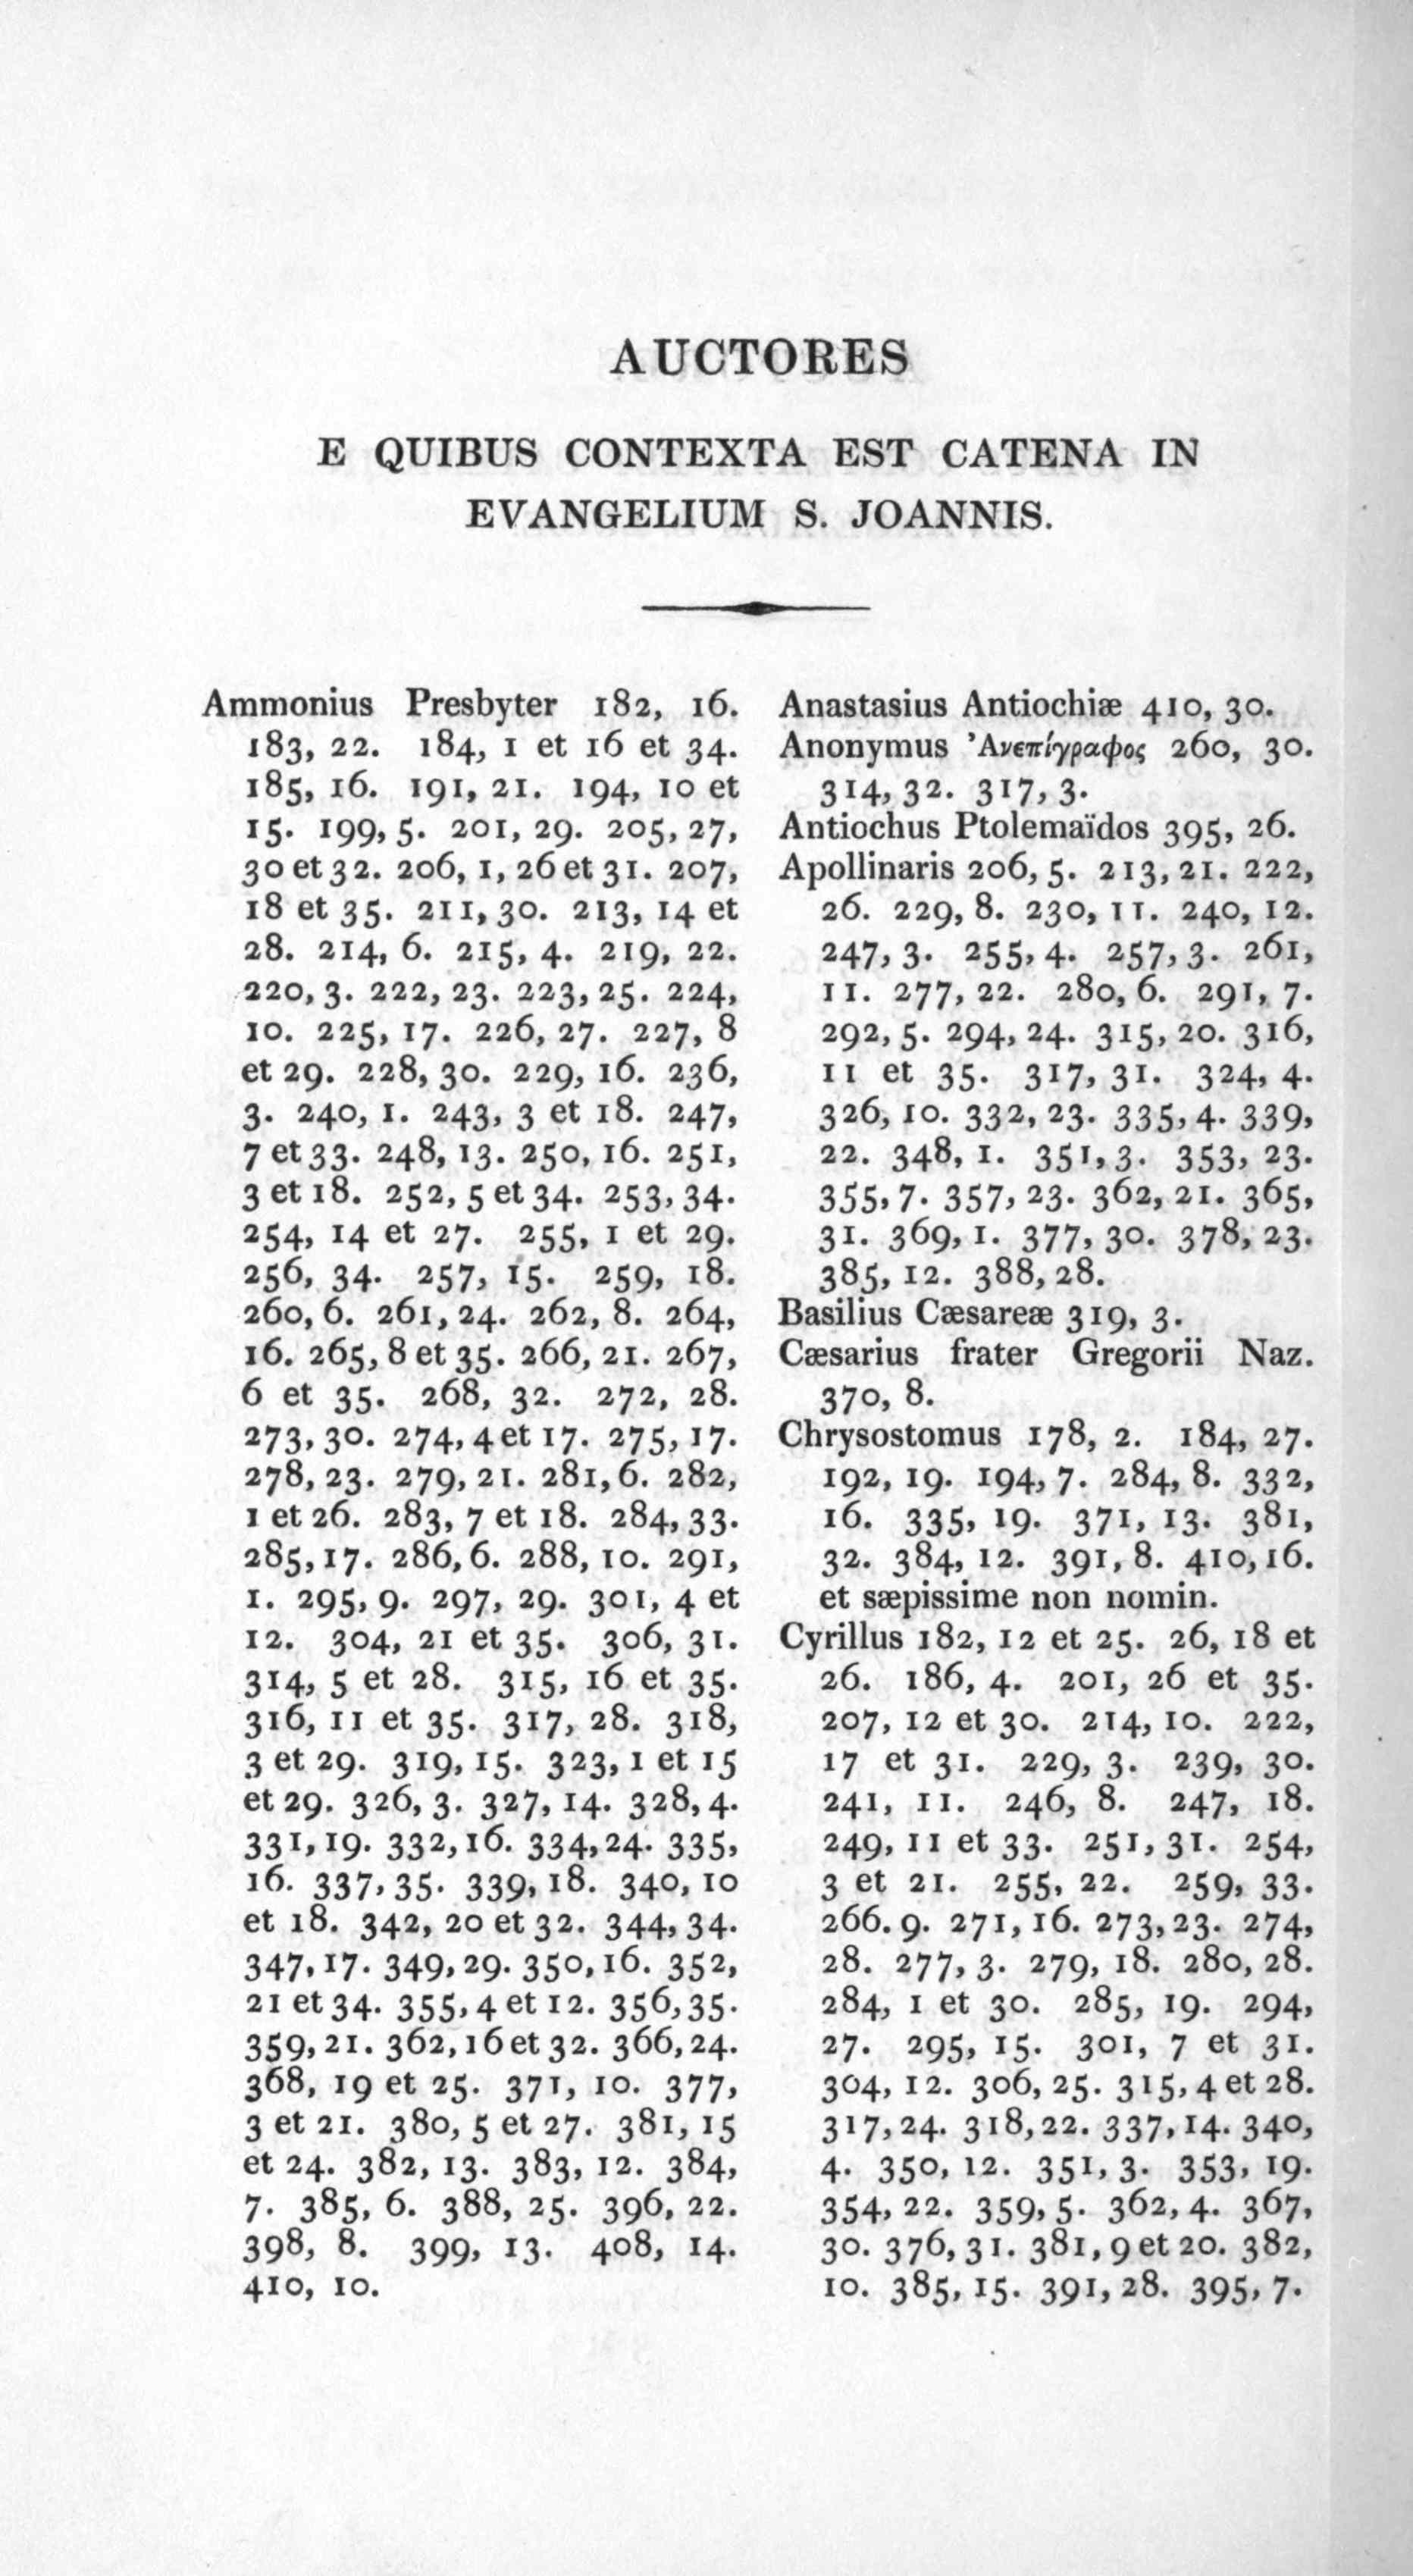 AUCTORES
E QUIBUS CONTEXTA EST CATENA IN
EVANGELIUM S. JOANNIS.
Ammonius Presbyter 182, 16.
183, 22. 184, 1 et 16 et 34.
185, 16. 191, 21. 194, 10 et
15. 199, 5. 201, 29. 205, 27,
30 et 32. 206, 1, 26 et 31. 207,
18 et 35. 211, 30. 213, 14 et
28. 214, 6. 215, 4. 219, 22.
220, 3. 222, 23. 223, 25. 224,
10. 225, 17. 226, 27. 227, 8
et 29. 228, 30. 229, 16. 236,
3. 240, 1. 243, 3 et 18. 247,
7 et 33. 248, 13. 250, 16. 251,
3 et 18. 252, 5 et 34. 253, 34.
254, 14 et 27. 255, 1 et 29.
256, 34. 257, 15. 259, 18.
260, 6. 261, 24. 262, 8. 264,
16. 265, 8 et 35. 266, 21. 267,
6 et 35. 268, 32. 272, 28.
273, 30. 274, 4 et 17. 275, 17.
278, 23. 279, 21. 281, 6. 282,
1 et 26. 283, 7 et 18. 284, 33.
285, 17. 286, 6. 288, 10. 291,
1. 295, 9. 297, 29. 301, 4 et
12. 304, 21 et 35. 306, 31.
314, 5 et 28. 315, 16 et 35.
316, 11 et 35. 317, 28. 318,
3 et 29. 319, 15. 323, 1 et 15
et 29. 326, 3. 327, 14. 328, 4.
331, 19. 332, 16. 334, 24. 335,
16. 337, 35. 339, 18. 340, 10
et 18. 342, 20 et 32. 344, 34.
347, 17. 349, 29. 350, 16. 352,
21 et 34. 355, 4 et 12. 356, 35.
359, 21. 362, 16 et 32. 366, 24.
368, 19 et 25. 371, 10. 377,
3 et 21. 380, 5 et 27. 381, 15
et 24. 382, 13. 383, 12. 384,
7. 385, 6. 388, 25. 396, 22.
398, 8. 399, 13. 408, 14.
410, 10.
Anastasius Antiochiæ 410, 30.
Anonymus Ἀνεπίγραφος 260, 30.
314, 32. 317, 3.
Antiochus Ptolemaïdos 395, 26.
Apollinaris 206, 5. 213, 21. 222,
26. 229, 8. 230, 11. 240, 12.
247, 3. 255, 4. 257, 3. 261,
11. 277, 22. 280, 6. 291, 7.
292, 5. 294, 24. 315, 20. 316,
11 et 35. 317, 31. 324, 4.
326, 10. 332, 23. 335, 4. 339,
22. 348, 1. 351, 3. 353, 23.
355, 7. 357, 23. 362, 21. 365,
31. 369, 1. 377, 30. 378, 23.
385, 12. 388, 28.
Basilius Cæsareæ 319, 3.
Cæsarius frater Gregorii Naz.
370, 8.
Chrysostomus 178, 2. 184, 27.
192, 19. 194, 7. 284, 8. 332,
16. 335, 19. 371, 13. 381,
32. 384, 12. 391, 8. 410, 16.
et sæpissime non nomin.
Cyrillus 182, 12 et 25. 26, 18 et
26. 186, 4. 201, 26 et 35.
207, 12 et 30. 214, 10. 222,
17 et 31. 229, 3. 239, 30.
241, 11. 246, 8. 247, 18.
249, 11 et 33. 251, 31. 254,
3 et 21. 255, 22. 259, 33.
266. 9. 271, 16. 273, 23. 274,
28. 277, 3. 279, 18. 280, 28.
284, 1 et 30. 285, 19. 294,
27. 295, 15. 301, 7 et 31.
304, 12. 306, 25. 315, 4 et 28.
317, 24. 318, 22. 337, 14. 340,
4. 350, 12. 351, 3. 353, 19.
354, 22. 359, 5. 362, 4. 367,
30. 376, 31. 381, 9 et 20. 382,
10. 385, 15. 391, 28. 395, 7.